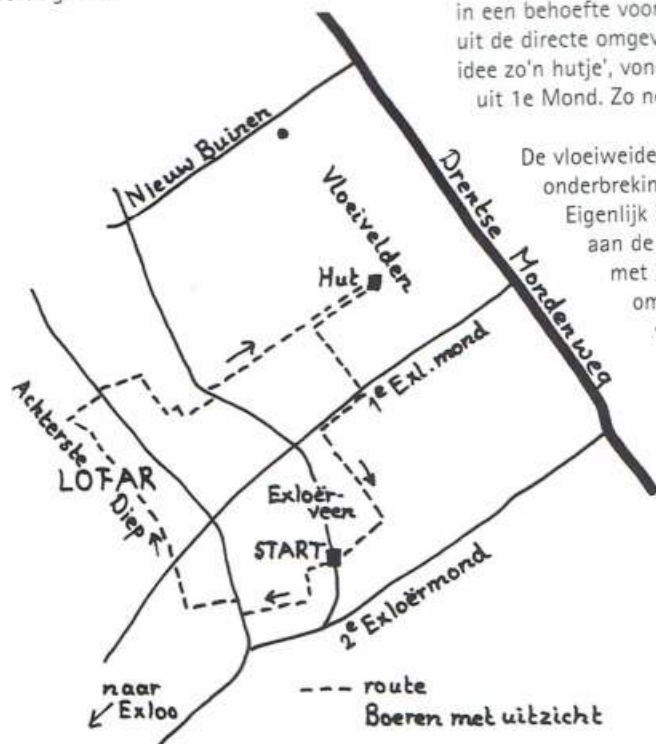 in een behoefte voor
uit de directe omgev
idee zo'n hutje', von
uit 1e Mond. Zo n
De vloeiweide
onderbrekin
Eigenlijk
aan de
met
om
Nieuw Buinen
Vloeivelden
Drentse Mondenweg
Hut
1e Exl. mond
Achterste
Diep
LOFAR
Exloër-
veen
START
2e Exloërmond
naar
Exloo
--- route
Boeren met uitzicht